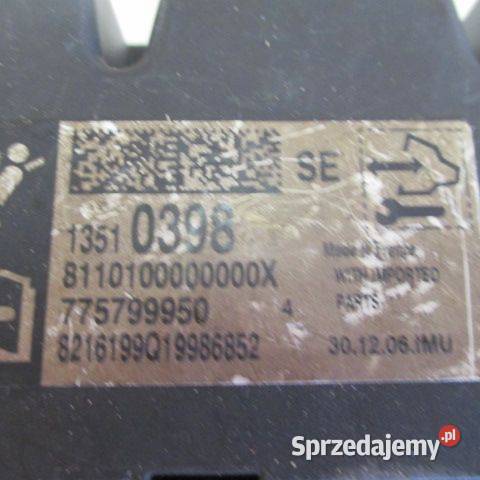 SE
1351 0398
8110100000000X
775799950 4
8216199Q19986852
Made in Europe
WITH IMPORTED
PARTS
30.12.06.IMU
Sprzedajemy.pl